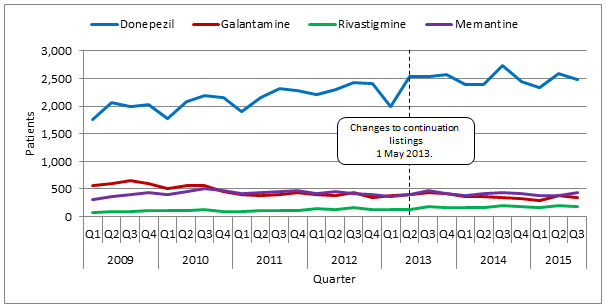 Donepezil Galantamine Rivastigmine Memantine
3,000
2,500
2,000
1,500
1,000
500
0
Patients
Changes to continuation
listings
1 May 2013.
Q1 Q2 Q3 Q4 Q1 Q2 Q3 Q4 Q1 Q2 Q3 Q4 Q1 Q2 Q3 Q4 Q1 Q2 Q3 Q4 Q1 Q2 Q3 Q4 Q1 Q2 Q3
2009 2010 2011 2012 2013 2014 2015
Quarter